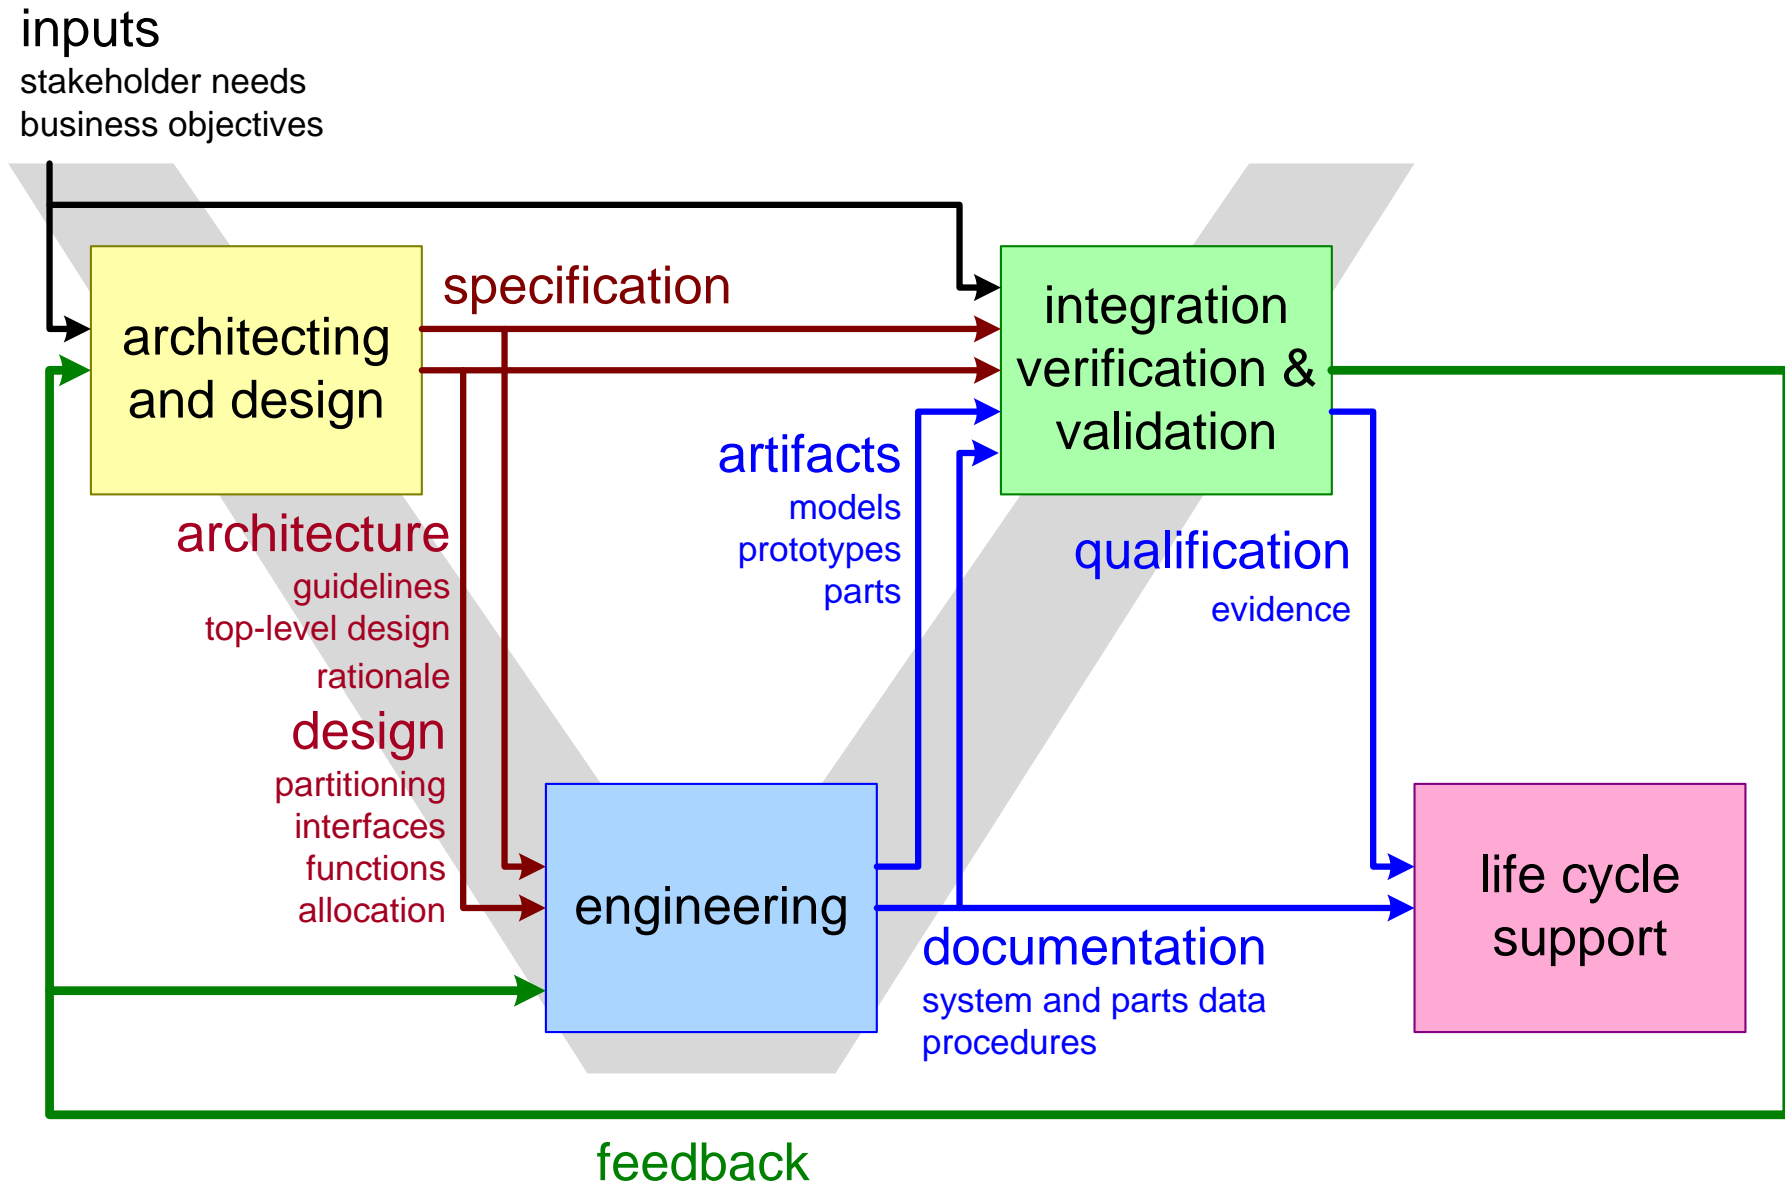 inputs
stakeholder needs
business objectives
architecting
and design
specification
integration
verification &
validation
architecture
guidelines
top-level design
rationale
design
partitioning
interfaces
functions
allocation
artifacts
models
prototypes
parts
qualification
evidence
engineering
documentation
system and parts data
procedures
life cycle
support
feedback